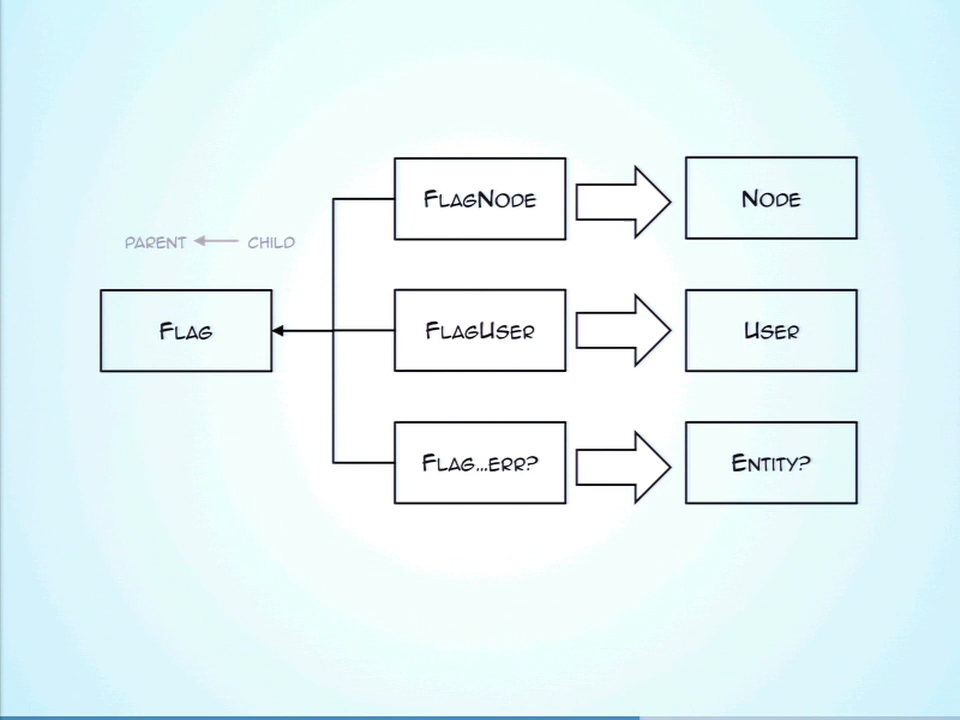 FlagNode
Node
Parent
Child
Flag
FlagUser
User
Flag...err?
Entity?